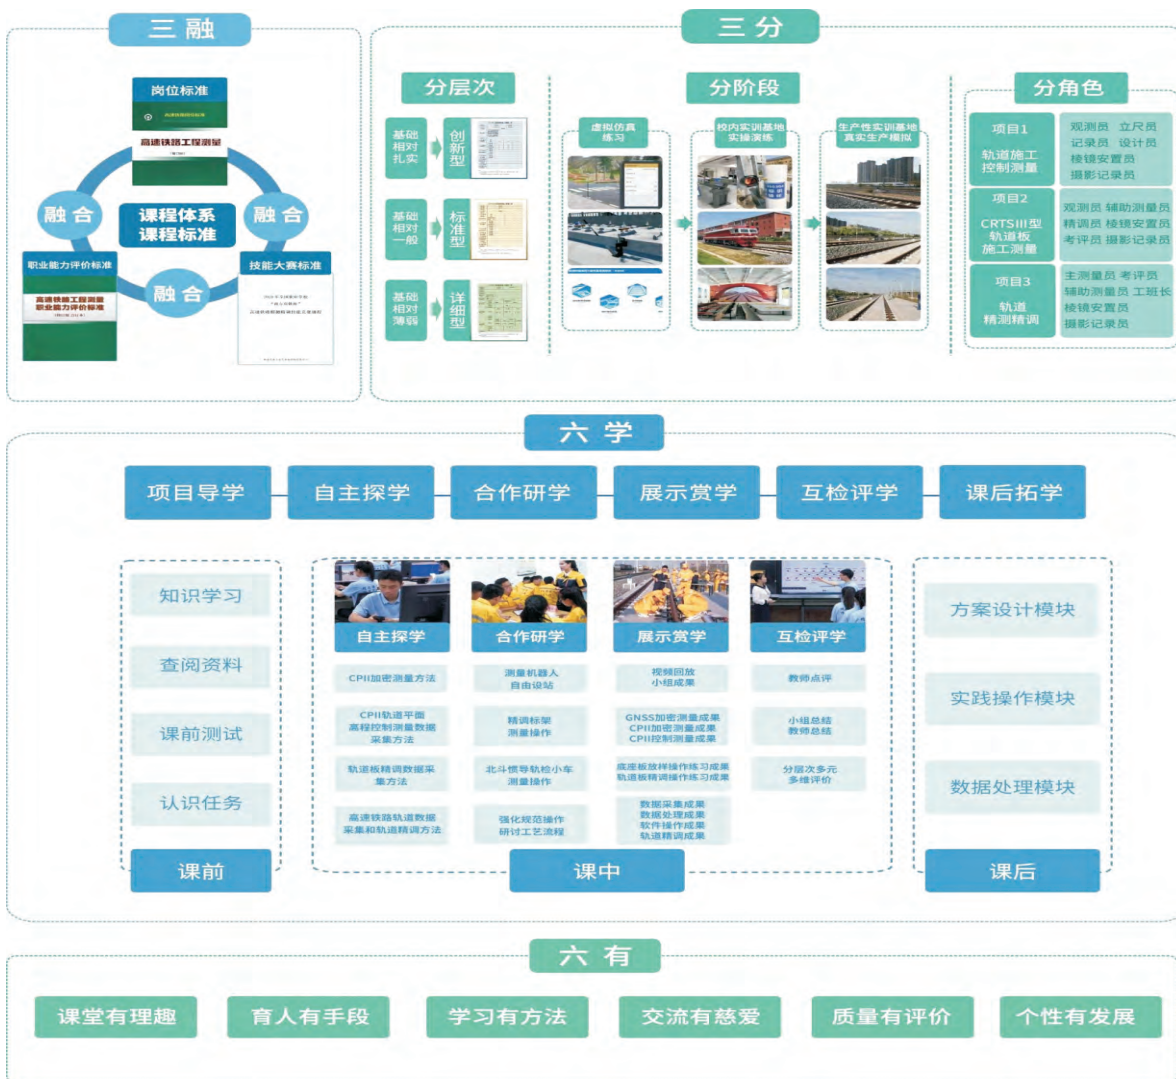 三融
岗位标准
高速铁路工程测量
融合
课程体系
课程标准
融合
职业能力评价标准
高速铁路工程测量
职业能力评价标准
融合
技能大赛标准
三分
分层次
基础
相对
扎实
创新型
基础
相对
一般
标准型
基础
相对
薄弱
详细型
分阶段
虚拟仿真
练习
校内实训基地
实操演练
生产性实训基地
真实生产模拟
分角色
项目1
轨道施工
控制测量
观测员 立尺员
记录员 设计员
棱镜安置员
摄影记录员
项目2
CRTSIII型
轨道板
施工测量
观测员 辅助测量员
精调员 棱镜安置员
考评员 摄影记录员
项目3
轨道
精测精调
主测量员 考评员
辅助测量员 工班长
棱镜安置员
摄影记录员
六学
项目导学
自主探学
合作研学
展示赏学
互检评学
课后拓学
知识学习
查阅资料
课前测试
认识任务
课前
自主探学
CPII加密测量方法
CPII轨道平面
高程控制测量数据
采集方法
轨道板精调数据采
集方法
高速铁路轨道数据
采集和轨道精调方法
合作研学
测量机器人
自由设站
精调标架
测量操作
北斗惯导轨检小车
测量操作
强化规范操作
研讨工艺流程
展示赏学
视频回放
小组成果
GNSS加密测量成果
CPII加密测量成果
CPII控制测量成果
底座板放样操作练习成果
轨道板精调操作练习成果
数据采集成果
数据处理成果
软件操作成果
轨道精调成果
互检评学
教师点评
小组总结
教师总结
分层次多元
多维评价
课中
方案设计模块
实践操作模块
数据处理模块
课后
六有
课堂有理趣
育人有手段
学习有方法
交流有慈爱
质量有评价
个性有发展